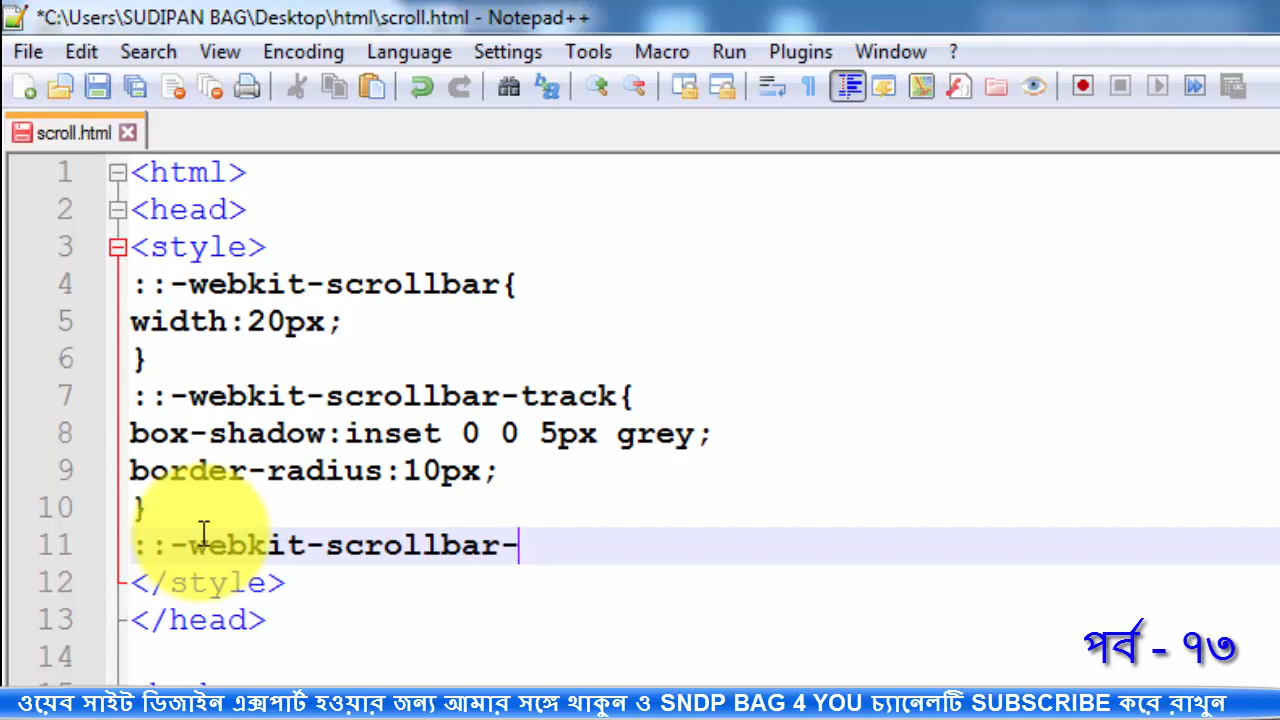 *C:\Users\SUDIPAN BAG\Desktop\html\scroll.html - Notepad++
File Edit Search View Encoding Language Settings Tools Macro Run Plugins Window ?
scroll.html
1 <html>
2 <head>
3 <style>
4 ::-webkit-scrollbar{
5 width:20px;
6 }
7 ::-webkit-scrollbar-track{
8 box-shadow:inset 0 0 5px grey;
9 border-radius:10px;
10 }
11 ::-webkit-scrollbar-
12 </style>
13 </head>
14
পর্ব - ৭৩
ওয়েব সাইট ডিজাইন এক্সপার্ট হওয়ার জন্য আমার সঙ্গে থাকুন ও SNDP BAG 4 YOU চ্যানেলটি SUBSCRIBE করে রাখুন